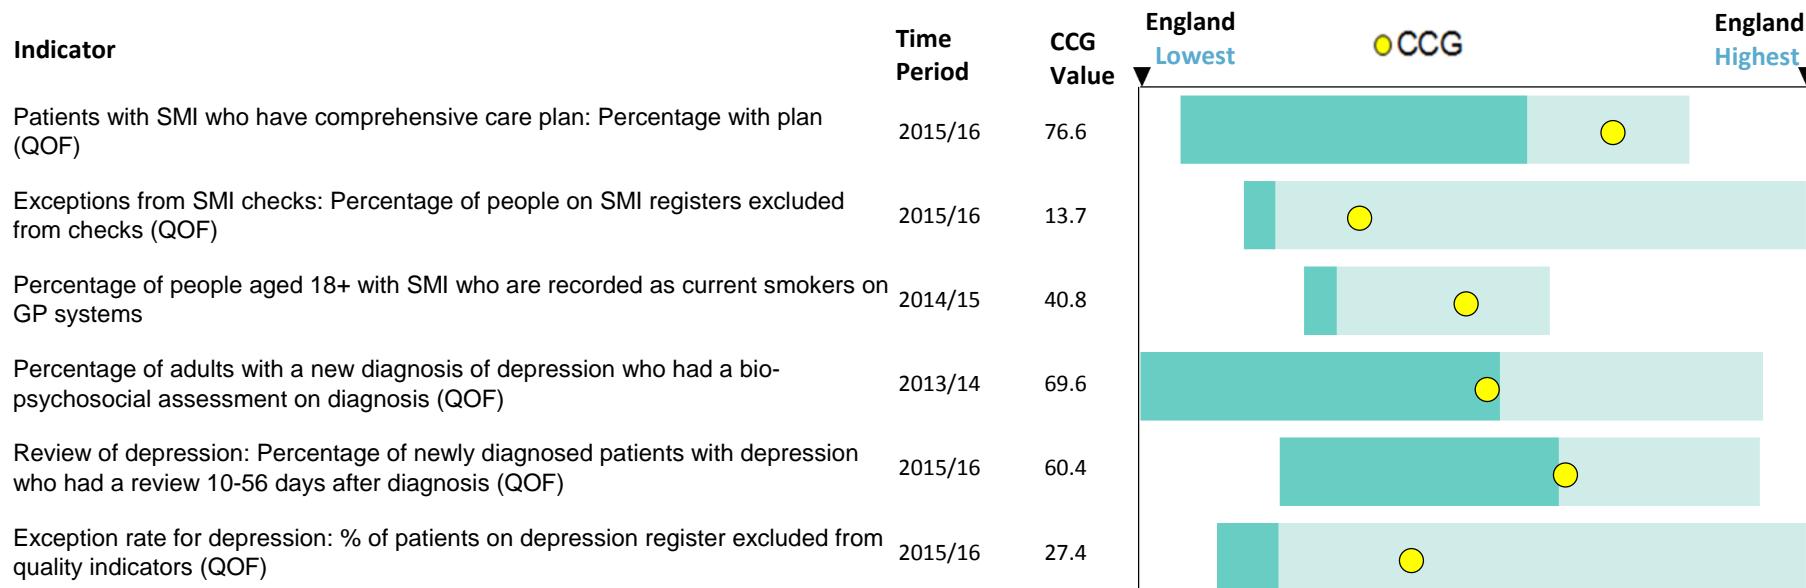 Indicator
Time
Period
CCG
Value
England
Lowest
CCG
England
Highest
Patients with SMI who have comprehensive care plan: Percentage with plan
(QOF)
2015/16
76.6
Exceptions from SMI checks: Percentage of people on SMI registers excluded
from checks (QOF)
2015/16
13.7
Percentage of people aged 18+ with SMI who are recorded as current smokers on
GP systems
2014/15
40.8
Percentage of adults with a new diagnosis of depression who had a bio-
psychosocial assessment on diagnosis (QOF)
2013/14
69.6
Review of depression: Percentage of newly diagnosed patients with depression
who had a review 10-56 days after diagnosis (QOF)
2015/16
60.4
Exception rate for depression: % of patients on depression register excluded from
quality indicators (QOF)
2015/16
27.4